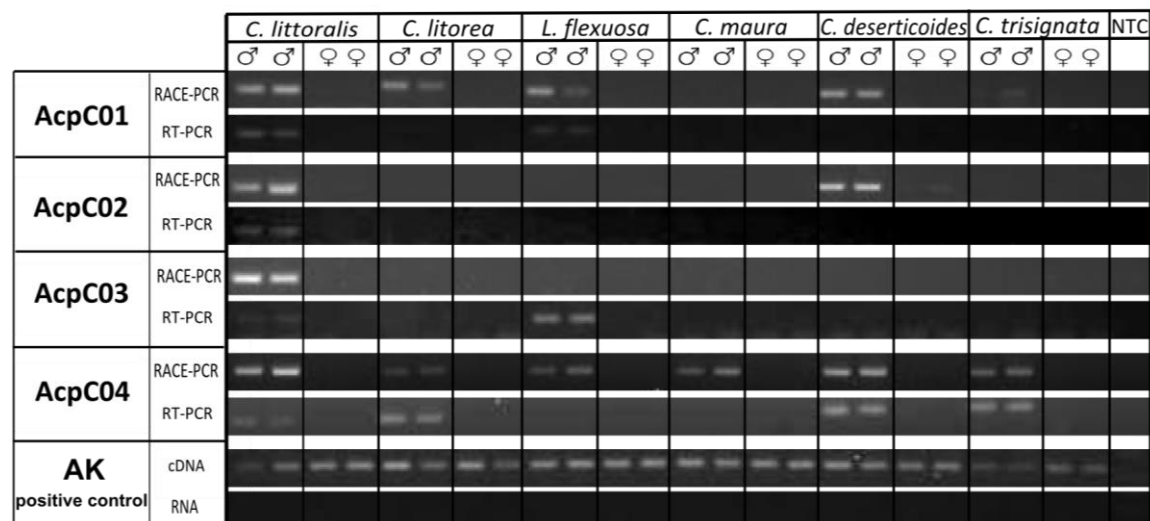 C. littoralis C. litorea L. flexuosa C. maura C. deserticoides C. trisignata NTC
♂ ♂ ♀ ♀ ♂ ♂ ♀ ♀ ♂ ♂ ♀ ♀ ♂ ♂ ♀ ♀ ♂ ♂ ♀ ♀ ♂ ♂ ♀ ♀
AcpC01
RACE-PCR
RT-PCR
AcpC02
RACE-PCR
RT-PCR
AcpC03
RACE-PCR
RT-PCR
AcpC04
RACE-PCR
RT-PCR
AK
positive control
cDNA
RNA